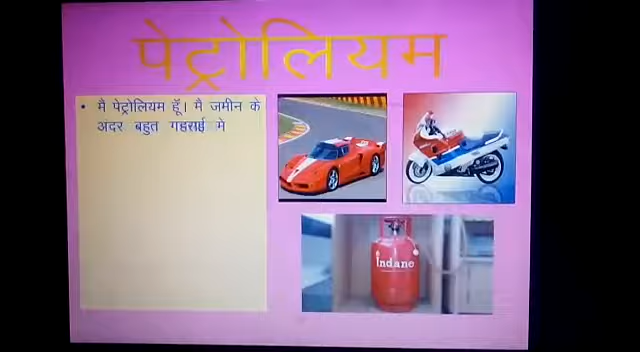 पेट्रोलियम
• मै पेट्रोलियम हूँ। मै जमीन के
अंदर बहुत गहराई मे
Indane